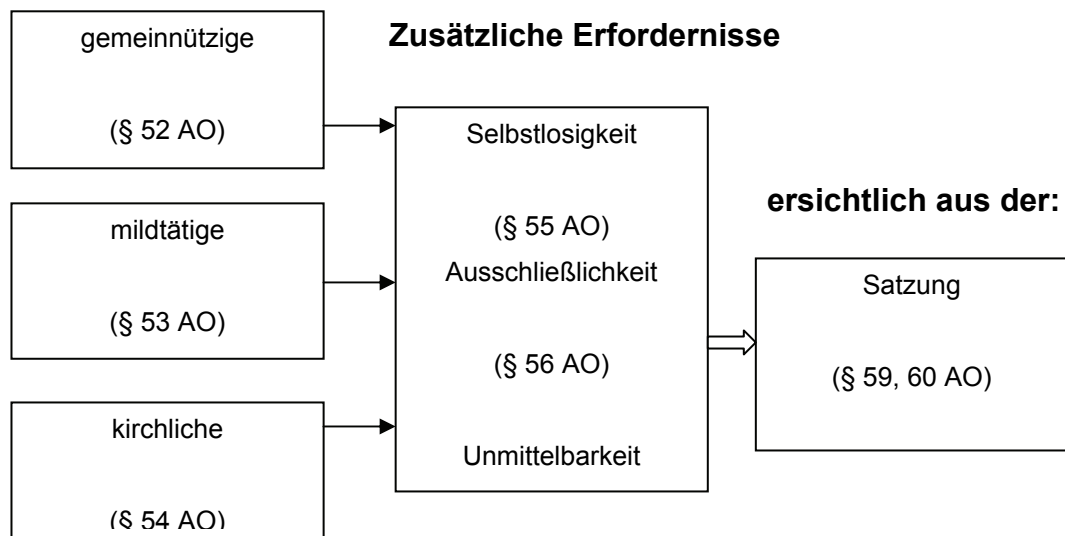 gemeinnützige
(§ 52 AO)
mildtätige
(§ 53 AO)
kirchliche
(§ 54 AO)
Zusätzliche Erfordernisse
Selbstlosigkeit
(§ 55 AO)
Ausschließlichkeit
(§ 56 AO)
Unmittelbarkeit
ersichtlich aus der:
Satzung
(§ 59, 60 AO)